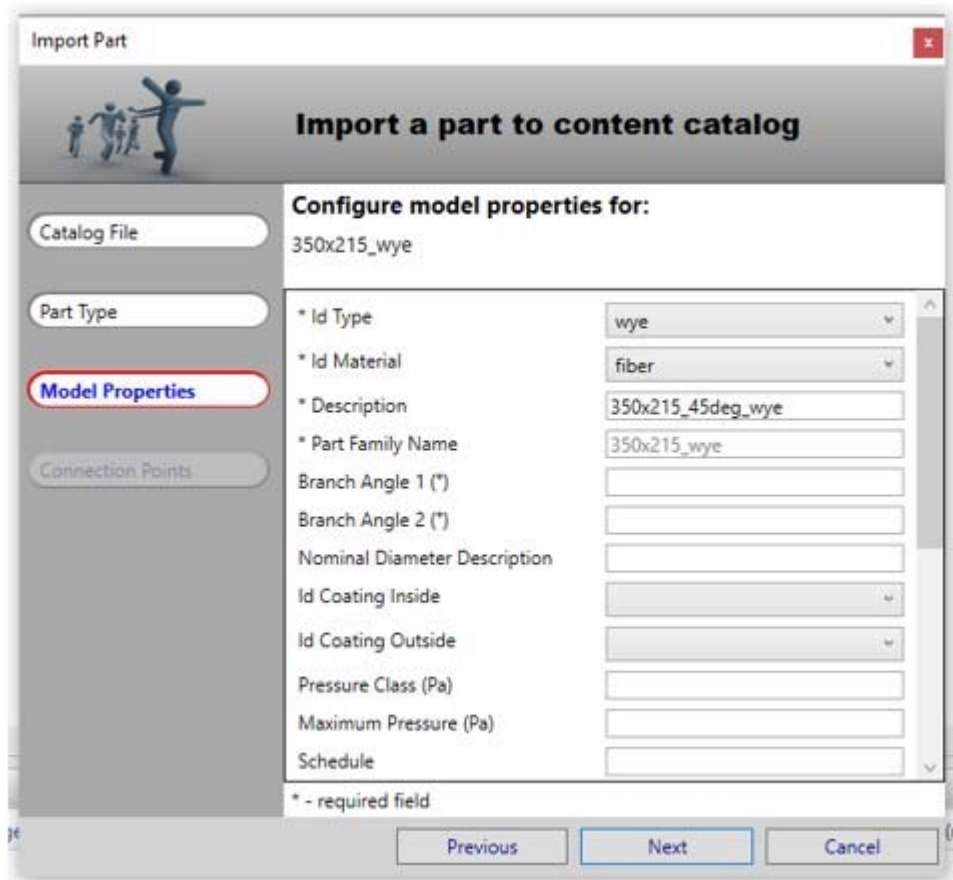 Import Part
x
Import a part to content catalog
Catalog File
Part Type
Model Properties
Connection Points
Configure model properties for:
350x215_wye
* Id Type wye
* Id Material fiber
* Description 350x215_45deg_wye
* Part Family Name 350x215_wye
Branch Angle 1 (*)
Branch Angle 2 (*)
Nominal Diameter Description
Id Coating Inside
Id Coating Outside
Pressure Class (Pa)
Maximum Pressure (Pa)
Schedule
* - required field
Previous Next Cancel